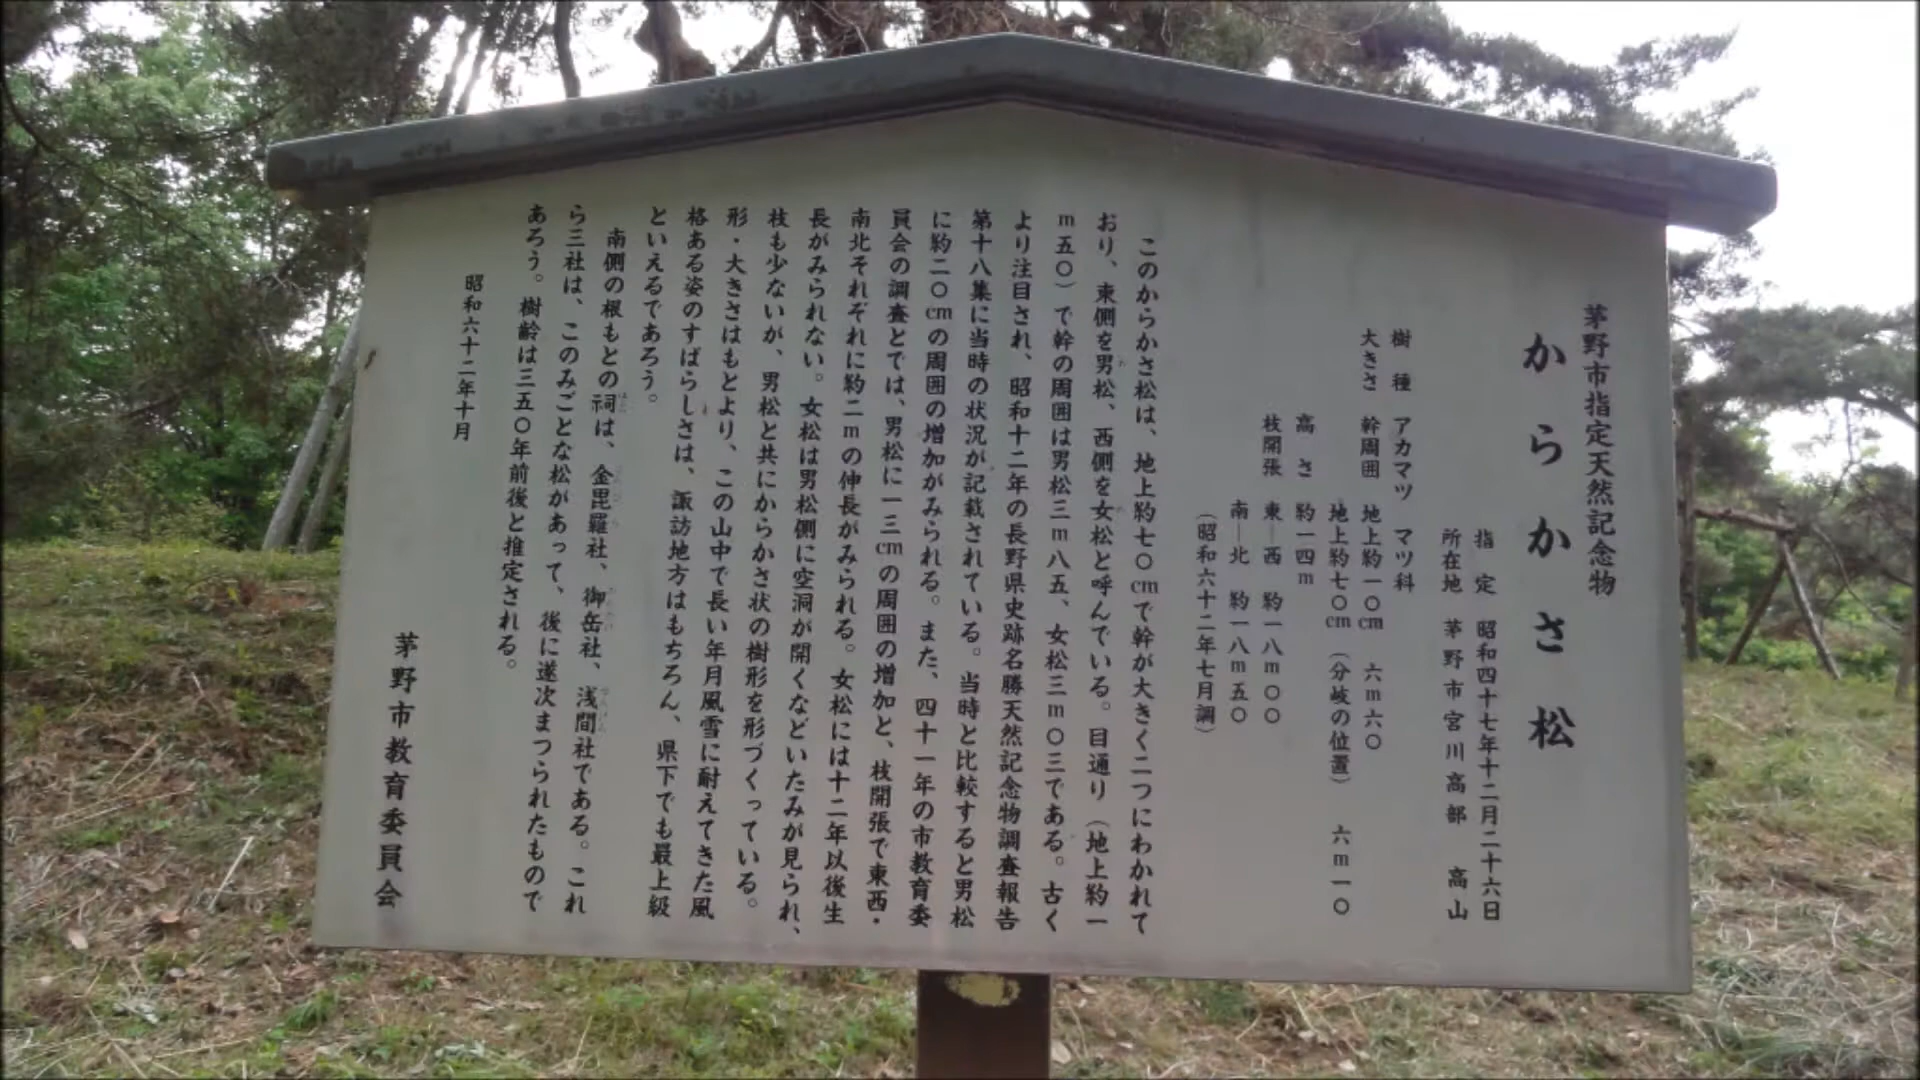 茅野市指定天然記念物
からかさ松
指定 昭和四十七年十二月二十六日
所在地 茅野市宮川高部 高山
樹種 アカマツ マツ科
大きさ 幹周囲 地上約一〇cm 六m六〇
地上約七〇cm (分岐の位置) 六m一〇
高さ 約一四m
枝開張 東―西 約一八m〇〇
南―北 約一八m五〇
(昭和六十二年七月調)
このからかさ松は、地上約七〇cmで幹が大きく二つにわかれて
おり、東側を男松、西側を女松と呼んでいる。目通り(地上約一
m五〇)で幹の周囲は男松三m八五、女松三m〇三である。古く
より注目され、昭和十二年の長野県史跡名勝天然記念物調査報告
第十八集に当時の状況が記載されている。当時と比較すると男松
に約二〇cmの周囲の増加がみられる。また、四十一年の市教育委
員会の調査とでは、男松に一三cmの周囲の増加と、枝開張で東西・
南北それぞれに約二mの伸長がみられる。女松には十二年以後生
長がみられない。女松は男松側に空洞が開くなどいたみが見られ、
枝も少ないが、男松と共にからかさ状の樹形を形づくっている。
形・大きさはもとより、この山中で長い年月風雪に耐えてきた風
格ある姿のすばらしさは、諏訪地方はもちろん、県下でも最上級
といえるであろう。
南側の根もとの祠は、金毘羅社、御岳社、浅間社である。これ
ら三社は、このみごとな松があって、後に遂次まつられたもので
あろう。樹齢は三五〇年前後と推定される。
昭和六十二年十月
茅野市教育委員会